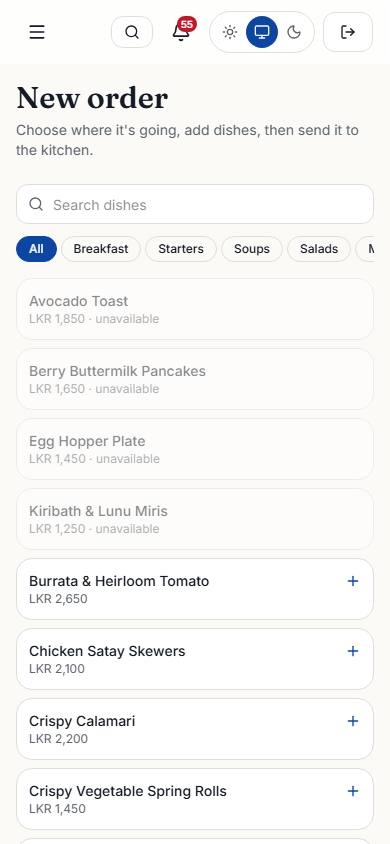 55
New order
Choose where it's going, add dishes, then send it to
the kitchen.
Search dishes
All Breakfast Starters Soups Salads
Avocado Toast
LKR 1,850 · unavailable
Berry Buttermilk Pancakes
LKR 1,650 · unavailable
Egg Hopper Plate
LKR 1,450 · unavailable
Kiribath & Lunu Miris
LKR 1,250 · unavailable
Burrata & Heirloom Tomato
LKR 2,650
Chicken Satay Skewers
LKR 2,100
Crispy Calamari
LKR 2,200
Crispy Vegetable Spring Rolls
LKR 1,450